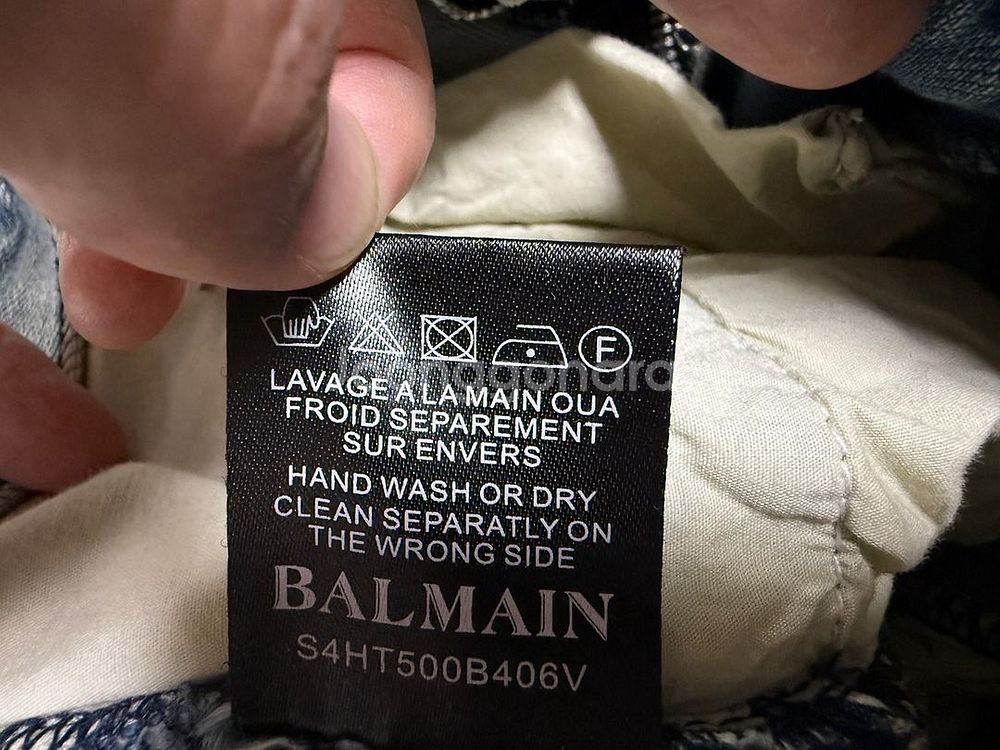 F
LAVAGE A LA MAIN OU A
FROID SEPAREMENT
SUR ENVERS
HAND WASH OR DRY
CLEAN SEPARATLY ON
THE WRONG SIDE
BALMAIN
S4HT500B406V